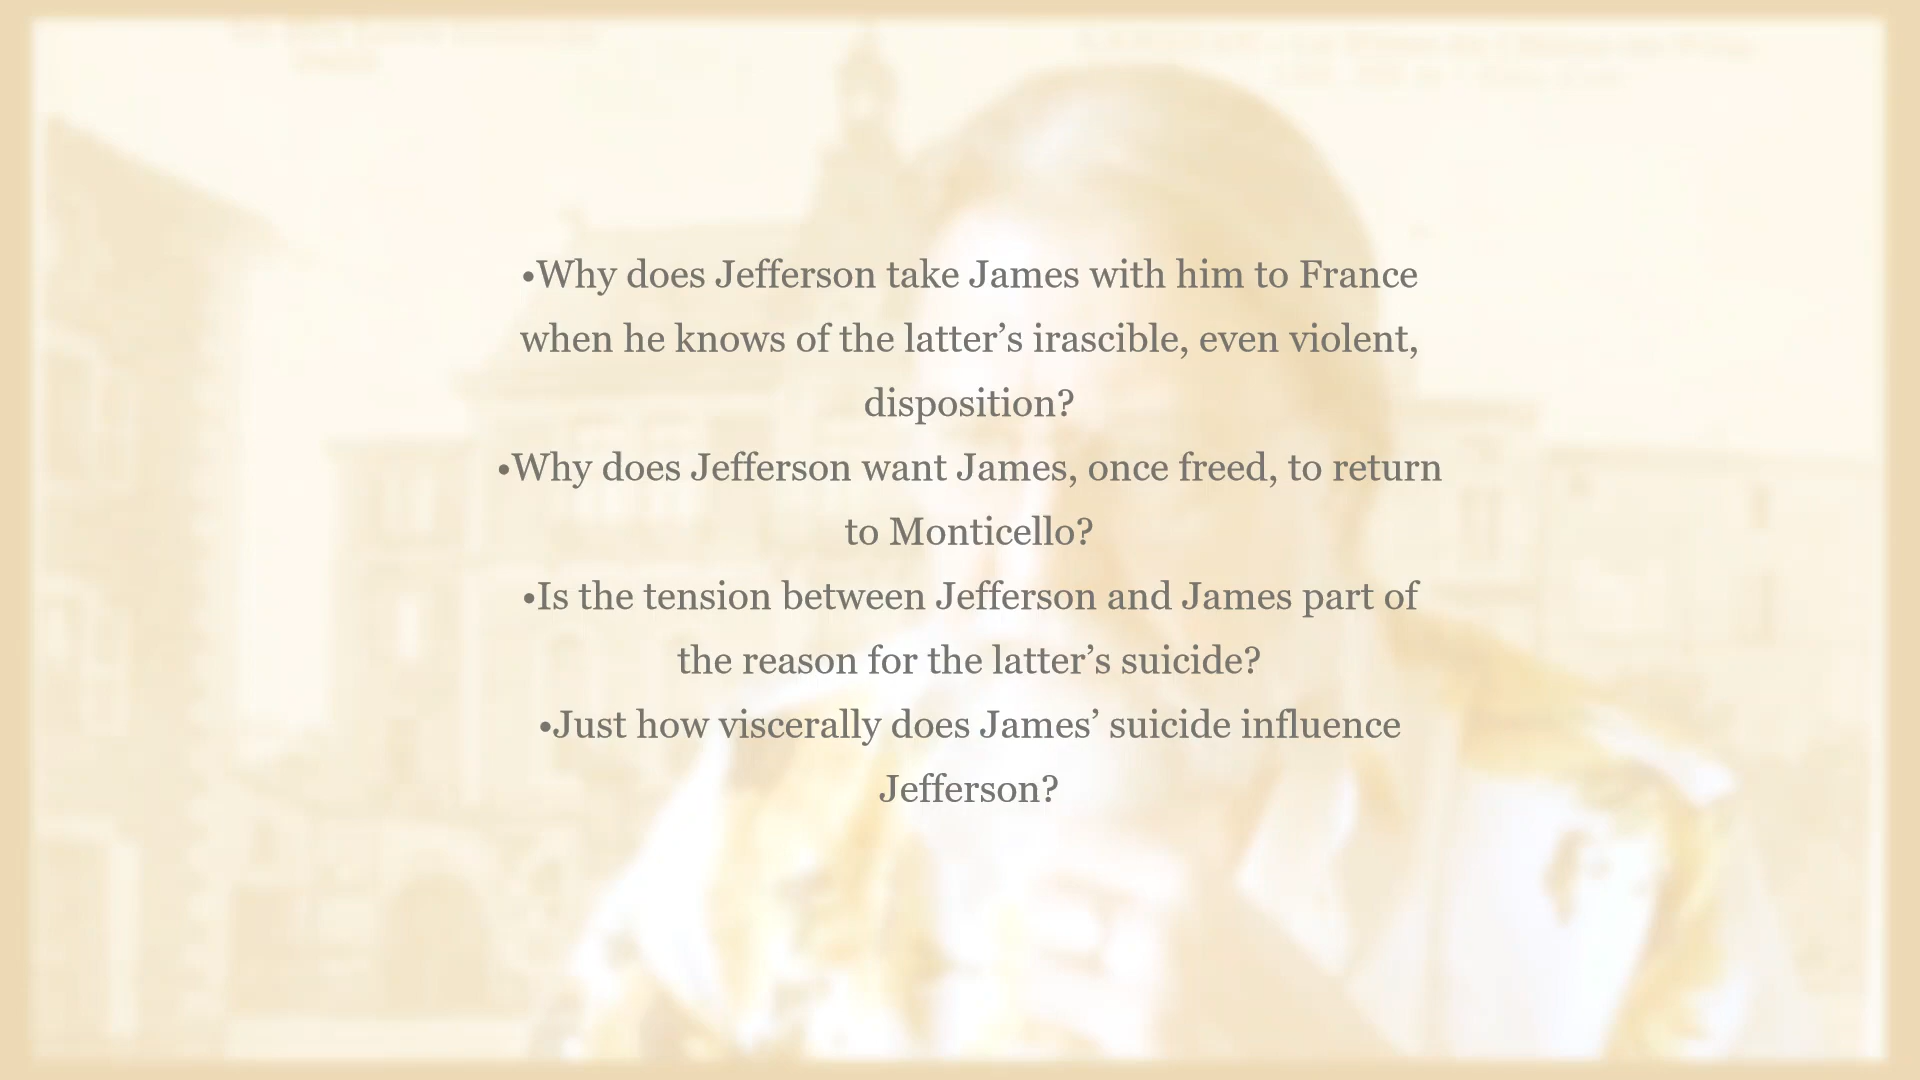 •Why does Jefferson take James with him to France
when he knows of the latter’s irascible, even violent,
disposition?
•Why does Jefferson want James, once freed, to return
to Monticello?
•Is the tension between Jefferson and James part of
the reason for the latter’s suicide?
•Just how viscerally does James’ suicide influence
Jefferson?